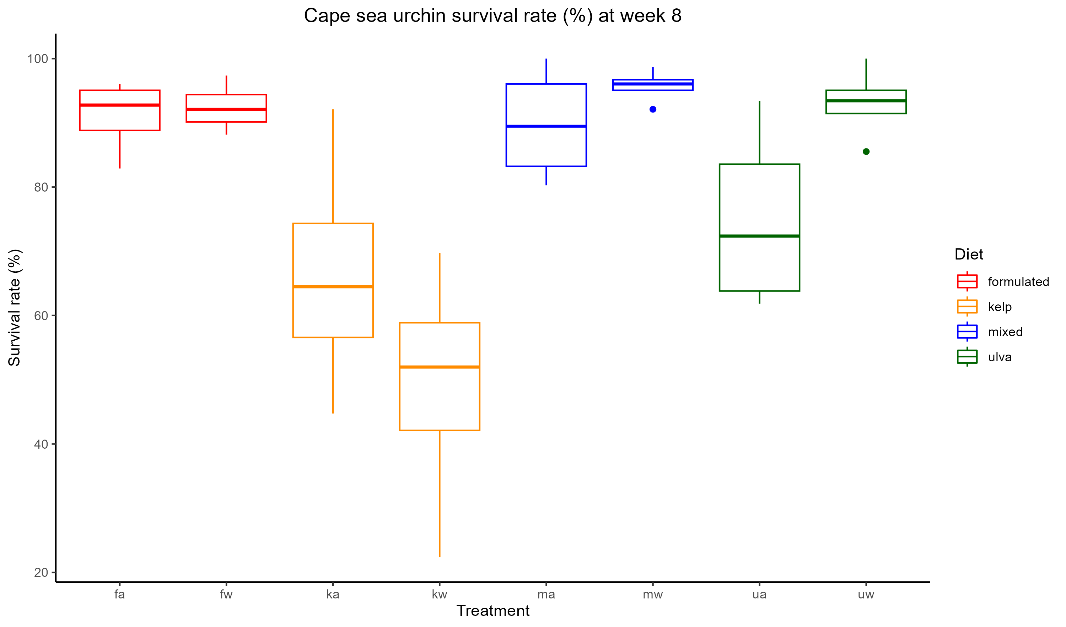 Cape sea urchin survival rate (%) at week 8
Survival rate (%)
100
80
60
40
20
fa fw ka kw ma mw ua uw
Treatment
Diet
formulated
kelp
mixed
ulva